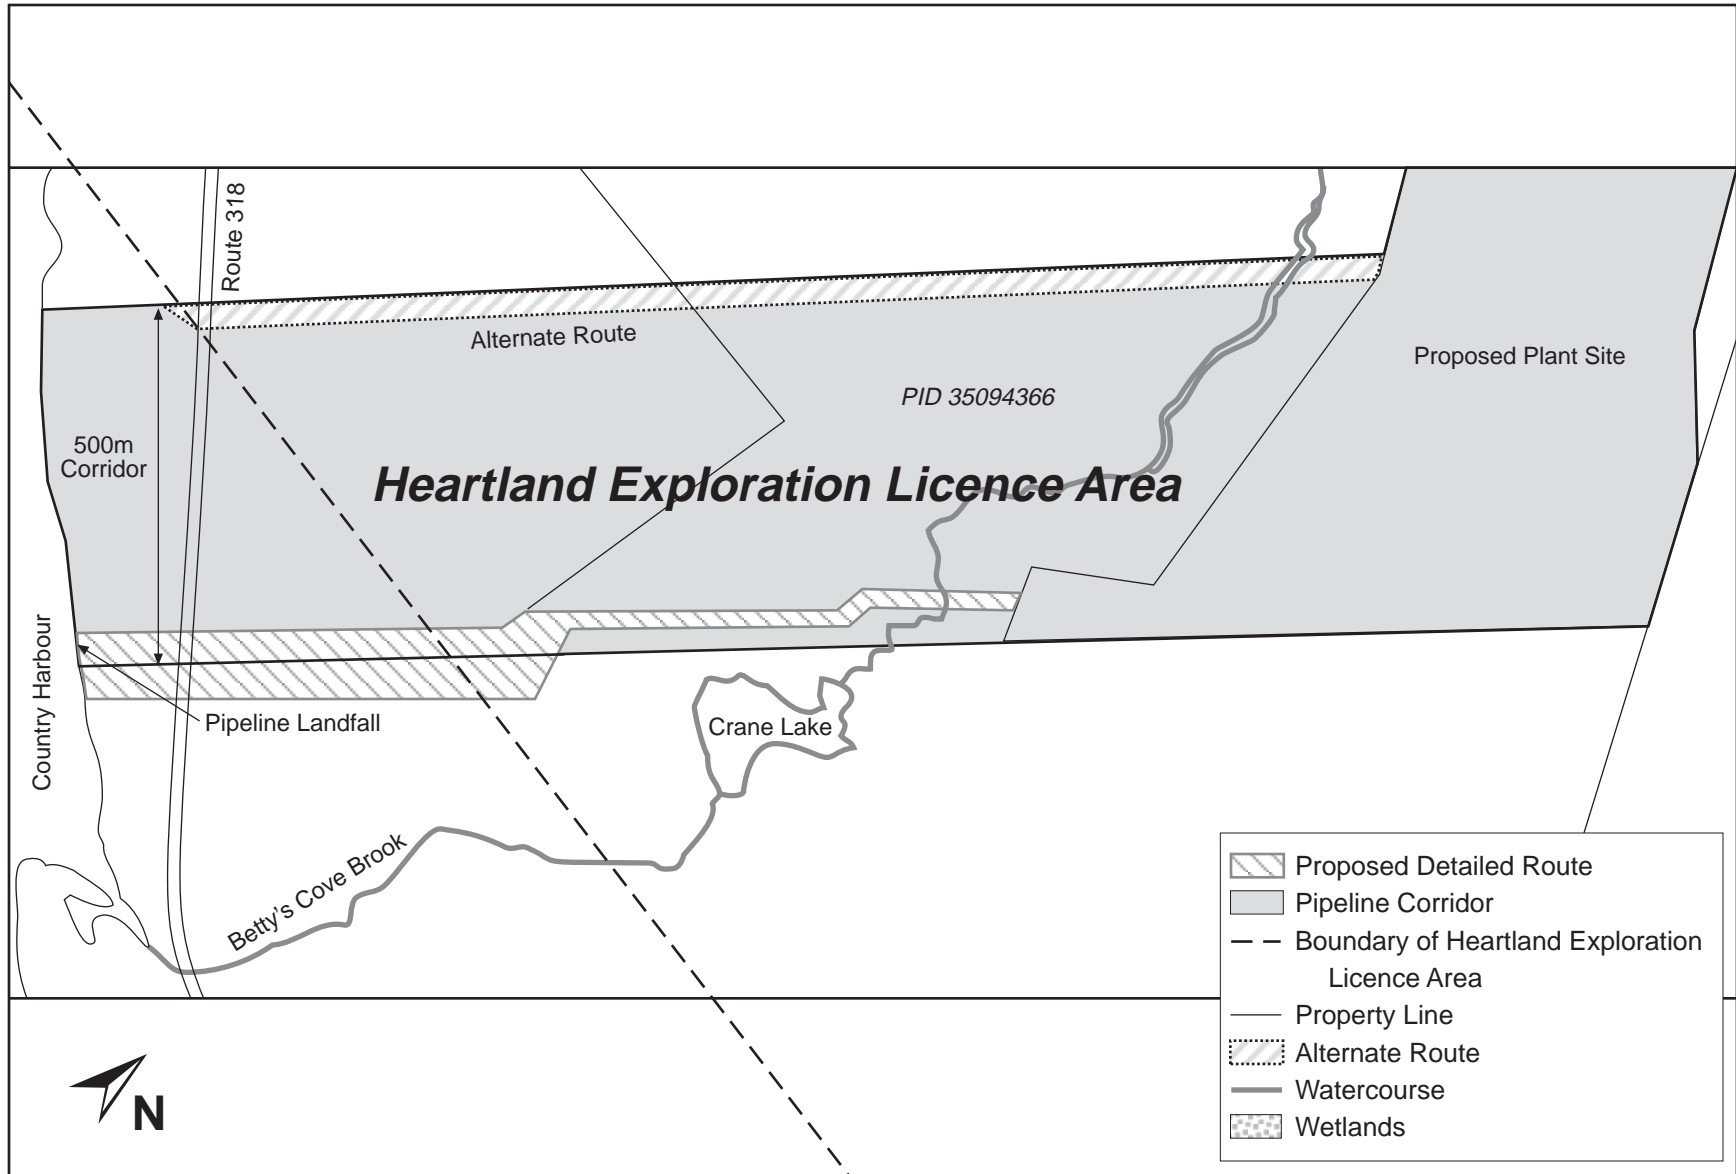 Route 318
Alternate Route
Proposed Plant Site
PID 35094366
500m
Corridor
Heartland Exploration Licence Area
Country Harbour
Pipeline Landfall
Crane Lake
Betty's Cove Brook
Proposed Detailed Route
Pipeline Corridor
Boundary of Heartland Exploration
Licence Area
Property Line
Alternate Route
Watercourse
Wetlands
N